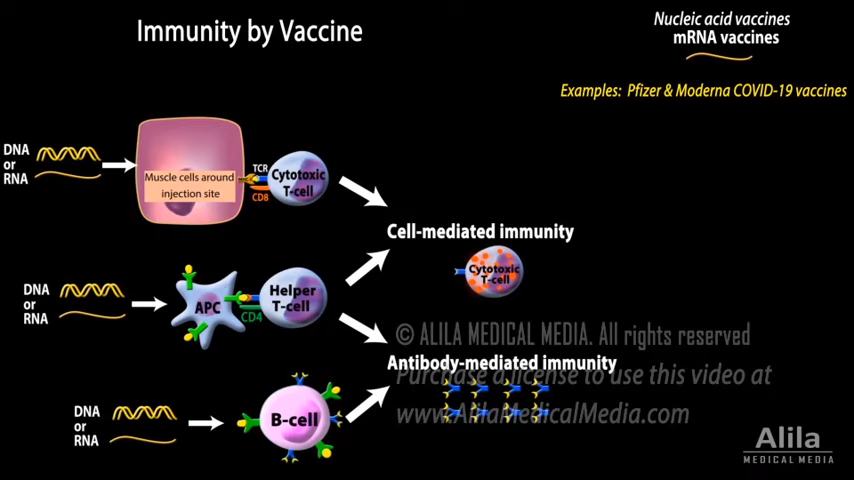 Immunity by Vaccine
Nucleic acid vaccines
mRNA vaccines
Examples: Pfizer & Moderna COVID-19 vaccines
DNA
or
RNA
Muscle cells around
injection site
TCR
CD8
Cytotoxic
T-cell
Cell-mediated immunity
Cytotoxic
T-cell
DNA
or
RNA
APC
CD4
Helper
T-cell
© ALILA MEDICAL MEDIA. All rights reserved
Antibody-mediated immunity
Purchase a license to use this video at
www.AlilaMedicalMedia.com
DNA
or
RNA
B-cell
Alila
MEDICAL MEDIA